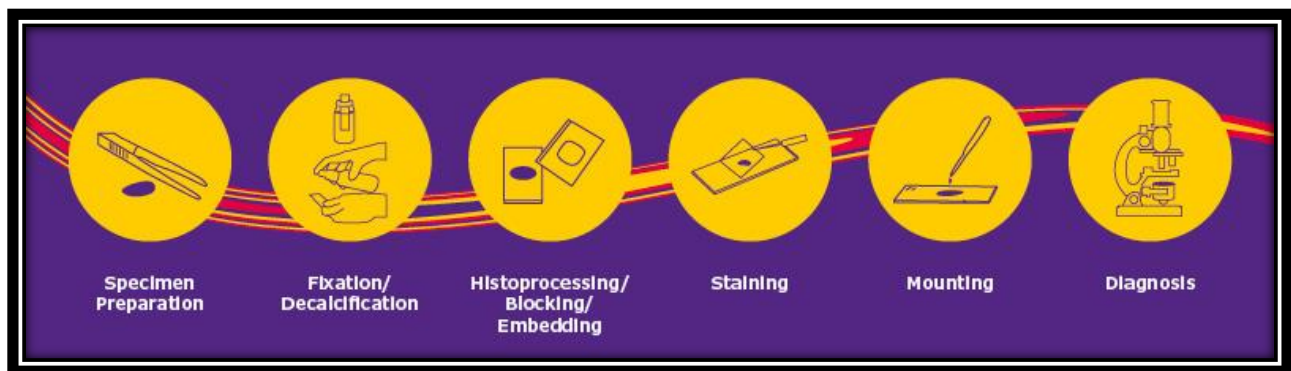 Specimen
Preparation
Fixation/
Decalcification
Histoprocessing/
Blocking/
Embedding
Staining
Mounting
Diagnosis